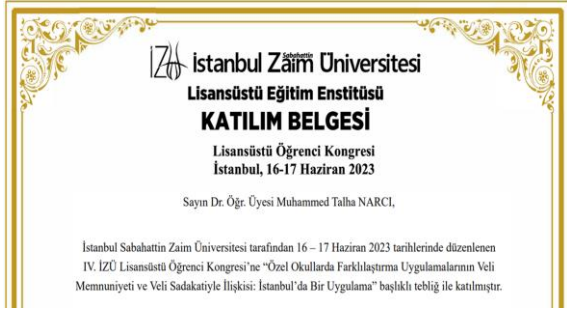 İZÜ İstanbul Sabahattin Zaim Üniversitesi
Lisansüstü Eğitim Enstitüsü
KATILIM BELGESİ
Lisansüstü Öğrenci Kongresi
İstanbul, 16-17 Haziran 2023
Sayın Dr. Öğr. Üyesi Muhammed Talha NARCI,
İstanbul Sabahattin Zaim Üniversitesi tarafından 16 – 17 Haziran 2023 tarihlerinde düzenlenen
IV. İZÜ Lisansüstü Öğrenci Kongresi’ne “Özel Okullarda Farklılaştırma Uygulamalarının Veli
Memnuniyeti ve Veli Sadakatiyle İlişkisi: İstanbul’da Bir Uygulama” başlıklı tebliğ ile katılmıştır.